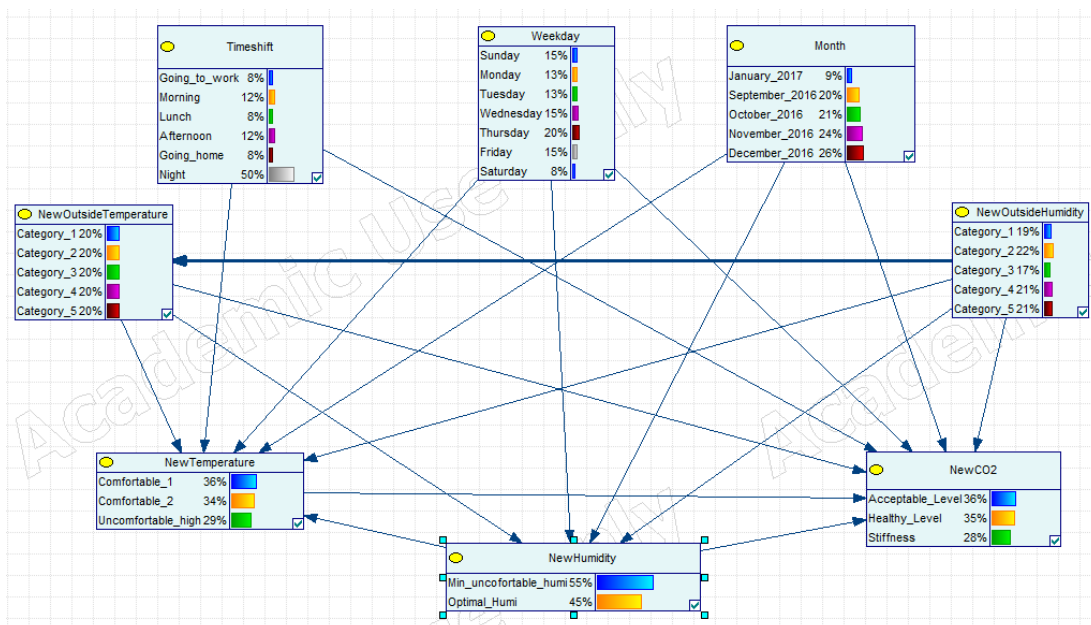 Timeshift
Going_to_work 8%
Morning 12%
Lunch 8%
Afternoon 12%
Going_home 8%
Night 50%
Weekday
Sunday 15%
Monday 13%
Tuesday 13%
Wednesday 15%
Thursday 20%
Friday 15%
Saturday 8%
Month
January_2017 9%
September_2016 20%
October_2016 21%
November_2016 24%
December_2016 26%
NewOutsideTemperature
Category_1 20%
Category_2 20%
Category_3 20%
Category_4 20%
Category_5 20%
NewOutsideHumidity
Category_1 19%
Category_2 22%
Category_3 17%
Category_4 21%
Category_5 21%
NewTemperature
Comfortable_1 36%
Comfortable_2 34%
Uncomfortable_high 29%
NewCO2
Acceptable_Level 36%
Healthy_Level 35%
Stiffness 28%
NewHumidity
Min_uncofortable_humi 55%
Optimal_Humi 45%
Academic Use Only
Academ